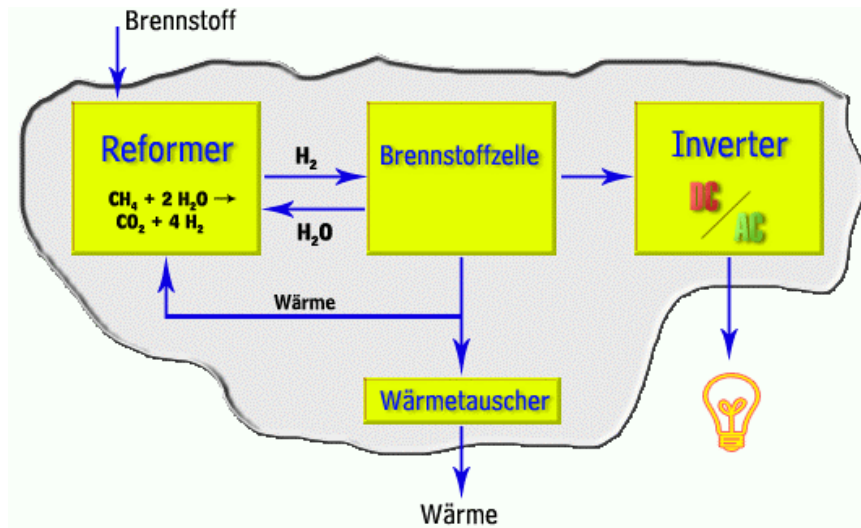 Brennstoff
Reformer
CH₄ + 2 H₂O →
CO₂ + 4 H₂
H₂
H₂O
Brennstoffzelle
Inverter
DC
AC
Wärme
Wärmetauscher
Wärme